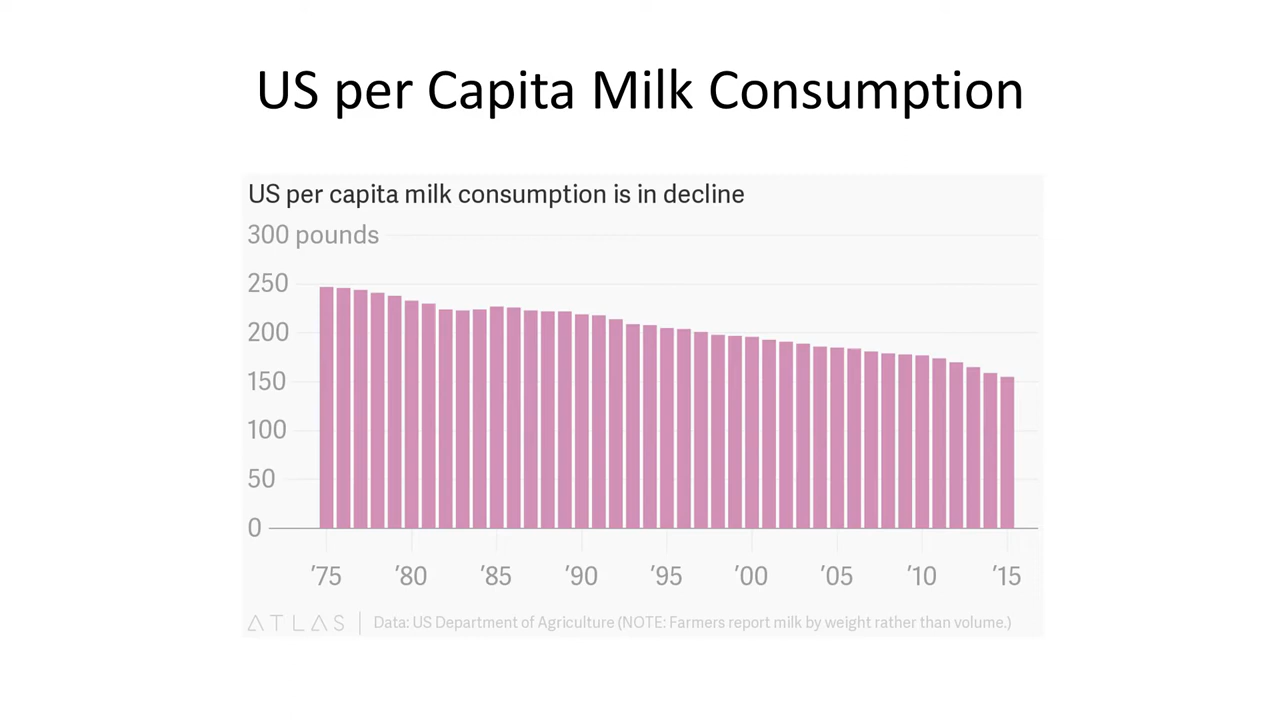 US per Capita Milk Consumption
US per capita milk consumption is in decline
300 pounds
250
200
150
100
50
0
’75 ’80 ’85 ’90 ’95 ’00 ’05 ’10 ’15
ATLAS | Data: US Department of Agriculture (NOTE: Farmers report milk by weight rather than volume.)